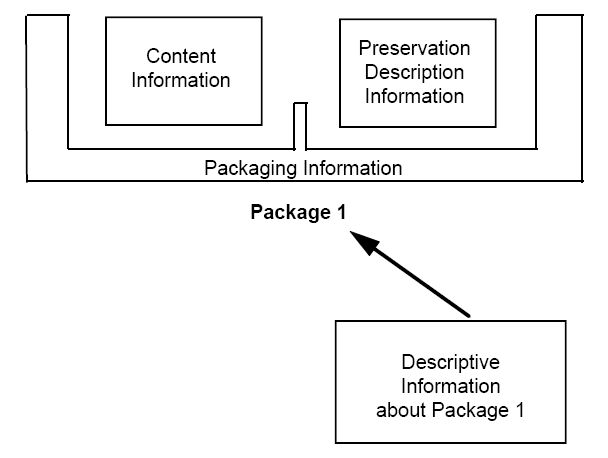 Content
Information
Preservation
Description
Information
Packaging Information
Package 1
Descriptive
Information
about Package 1